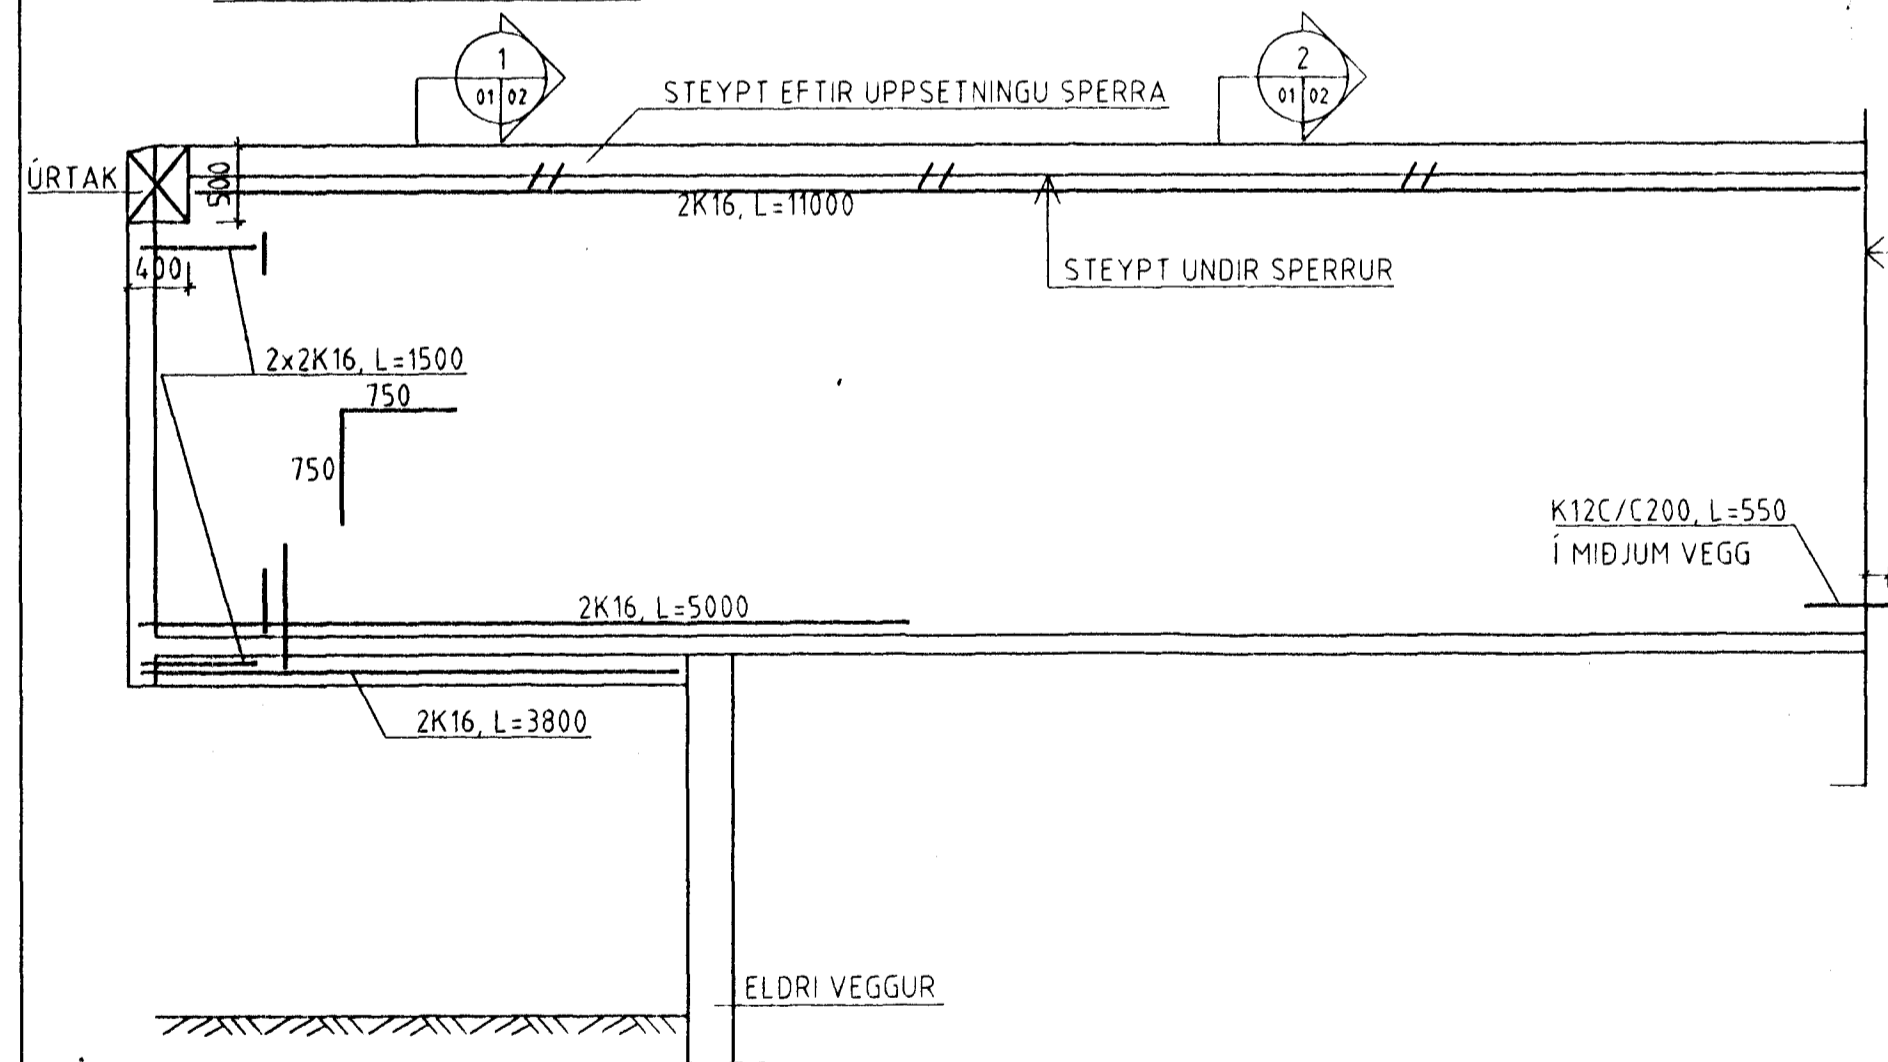 1
01 02
2
01 02
STEYPT EFTIR UPPSETNINGU SPERRA
ÚRTAK
500
2K16, L=11000
400
STEYPT UNDIR SPERRUR
2x2K16, L=1500
750
750
K12C/C200, L=550
Í MIÐJUM VEGG
2K16, L=5000
2K16, L=3800
ELDRI VEGGUR